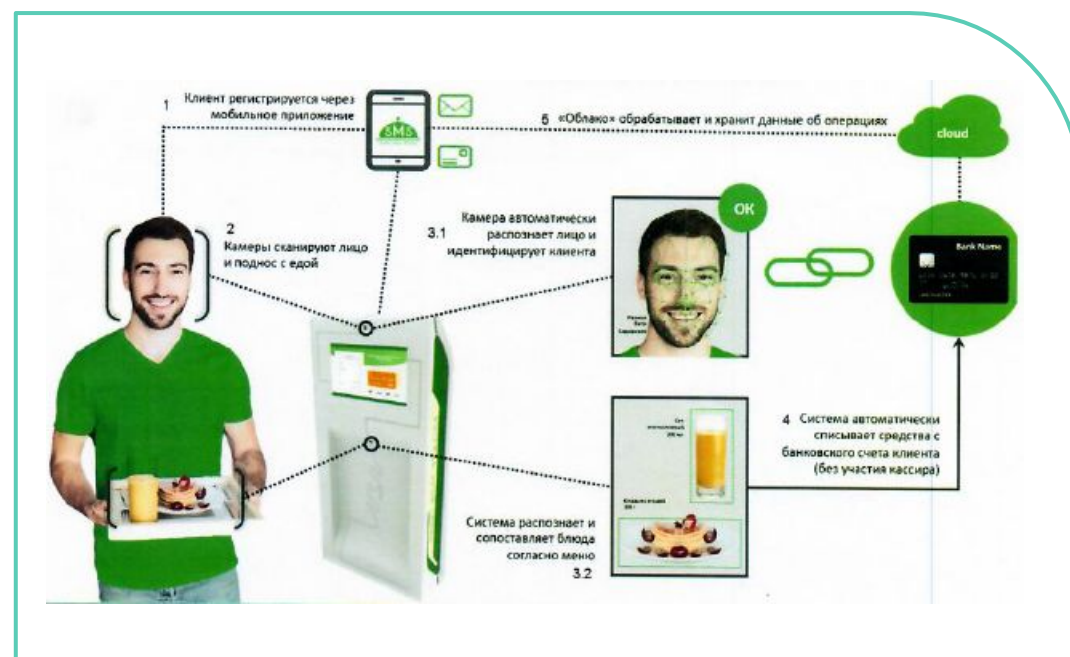 1
Клиент регистрируется через
мобильное приложение
SMS
5 «Облако» обрабатывает и хранит данные об операциях
cloud
2
Камеры сканируют лицо
и поднос с едой
3.1
Камера автоматически
распознает лицо и
идентифицирует клиента
OK
Bank Name
4 Система автоматически
списывает средства с
банковского счета клиента
(без участия кассира)
Система распознает и
сопоставляет блюда
согласно меню
3.2